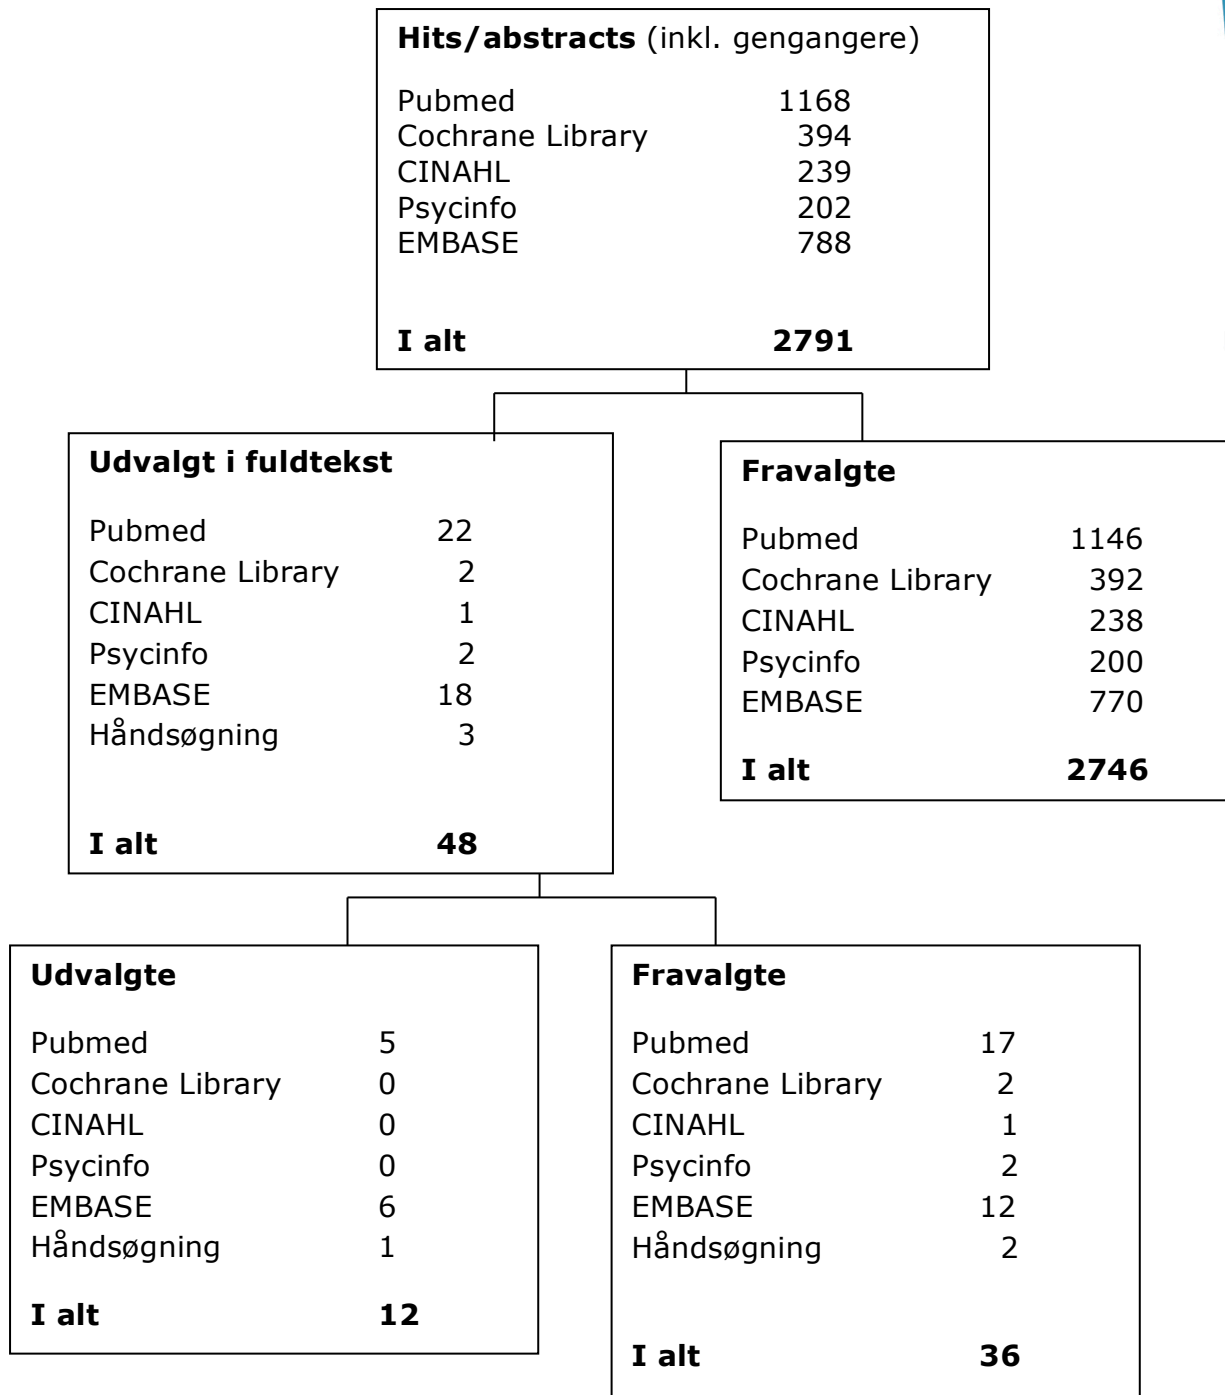 Hits/abstracts (inkl. gengangere)
Pubmed 1168
Cochrane Library 394
CINAHL 239
Psycinfo 202
EMBASE 788
I alt 2791
Udvalgt i fuldtekst
Pubmed 22
Cochrane Library 2
CINAHL 1
Psycinfo 2
EMBASE 18
Håndsøgning 3
I alt 48
Fravalgte
Pubmed 1146
Cochrane Library 392
CINAHL 238
Psycinfo 200
EMBASE 770
I alt 2746
Udvalgte
Pubmed 5
Cochrane Library 0
CINAHL 0
Psycinfo 0
EMBASE 6
Håndsøgning 1
I alt 12
Fravalgte
Pubmed 17
Cochrane Library 2
CINAHL 1
Psycinfo 2
EMBASE 12
Håndsøgning 2
I alt 36